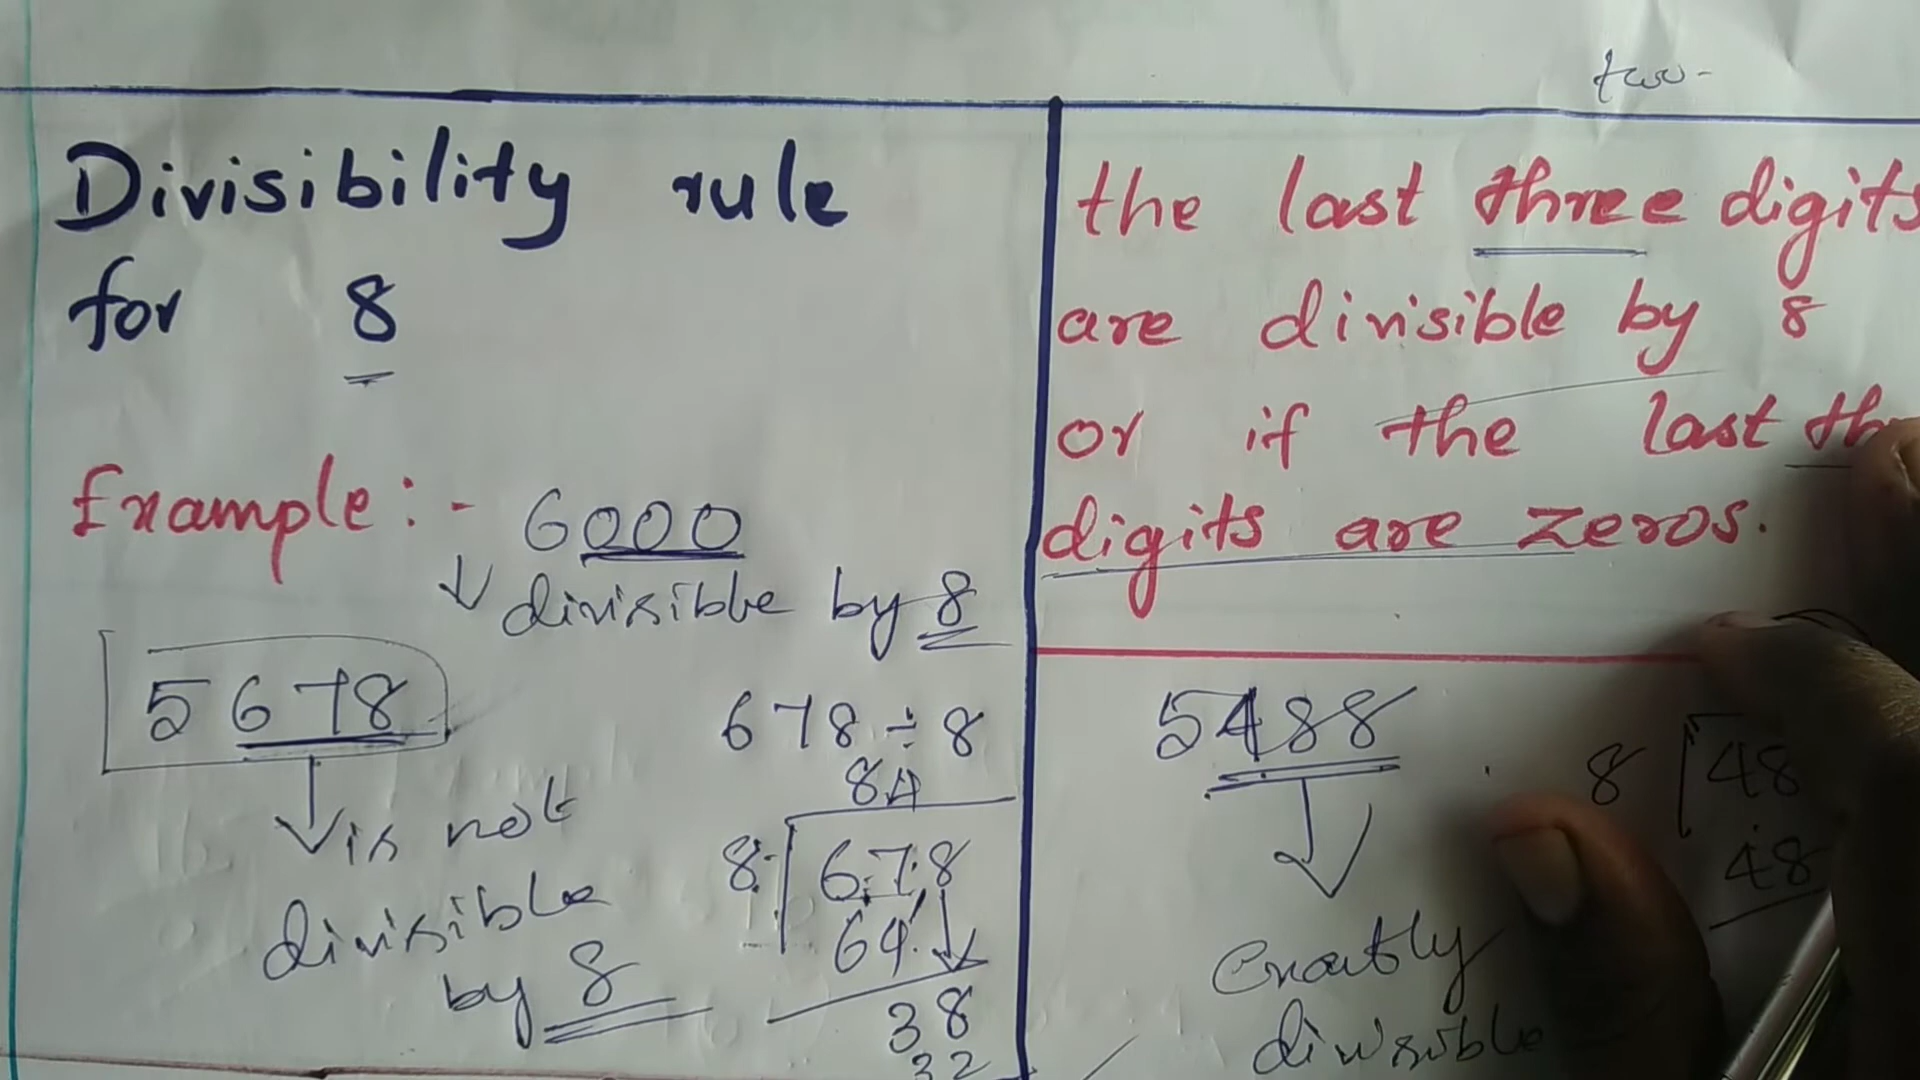 two-
Divisibility rule
for 8
Example:- 6000
divisible by 8
5678
is not
divisible
by 8
678 ÷ 8
84
8 678
64
38
32
the last three digits
are divisible by 8
or if the last
digits are zeros.
5488
exactly
divisible
8 48
48